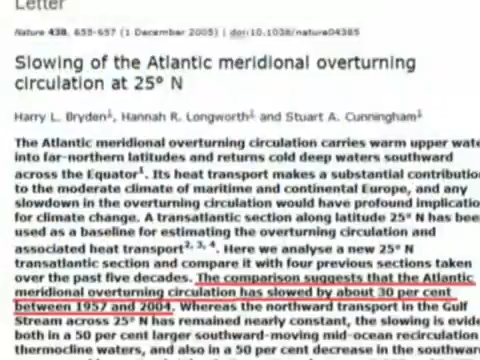 Letter
Nature 438, 655-657 (1 December 2005) | doi:10.1038/nature04385
Slowing of the Atlantic meridional overturning
circulation at 25° N
Harry L. Bryden1, Hannah R. Longworth1 and Stuart A. Cunningham1
The Atlantic meridional overturning circulation carries warm upper wate
into far-northern latitudes and returns cold deep waters southward
across the Equator1. Its heat transport makes a substantial contributio
to the moderate climate of maritime and continental Europe, and any
slowdown in the overturning circulation would have profound implicatio
for climate change. A transatlantic section along latitude 25° N has bee
used as a baseline for estimating the overturning circulation and
associated heat transport2, 3, 4. Here we analyse a new 25° N
transatlantic section and compare it with four previous sections taken
over the past five decades. The comparison suggests that the Atlantic
meridional overturning circulation has slowed by about 30 per cent
between 1957 and 2004. Whereas the northward transport in the Gulf
Stream across 25° N has remained nearly constant, the slowing is evide
both in a 50 per cent larger southward-moving mid-ocean recirculation
thermocline waters, and also in a 50 per cent decrease in the southwar